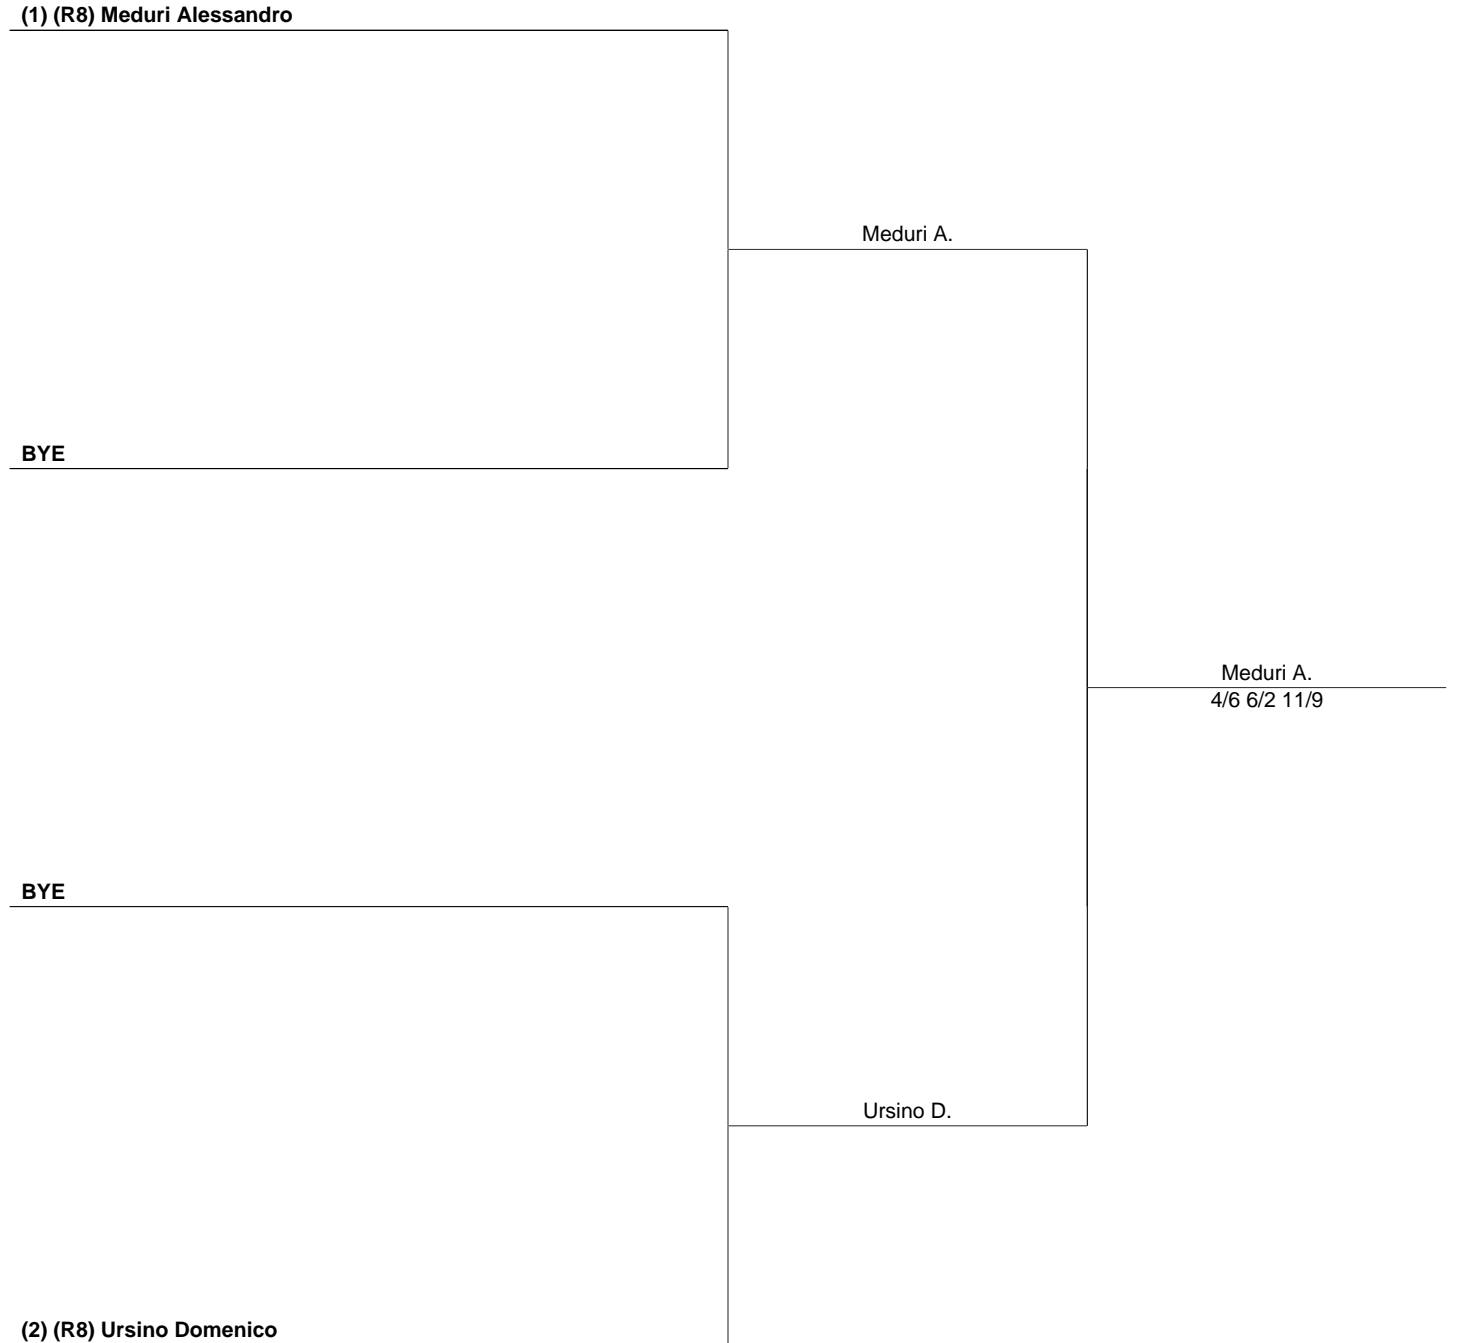 (1) (R8) Meduri Alessandro
Meduri A.
BYE
Meduri A.
4/6 6/2 11/9
BYE
Ursino D.
(2) (R8) Ursino Domenico